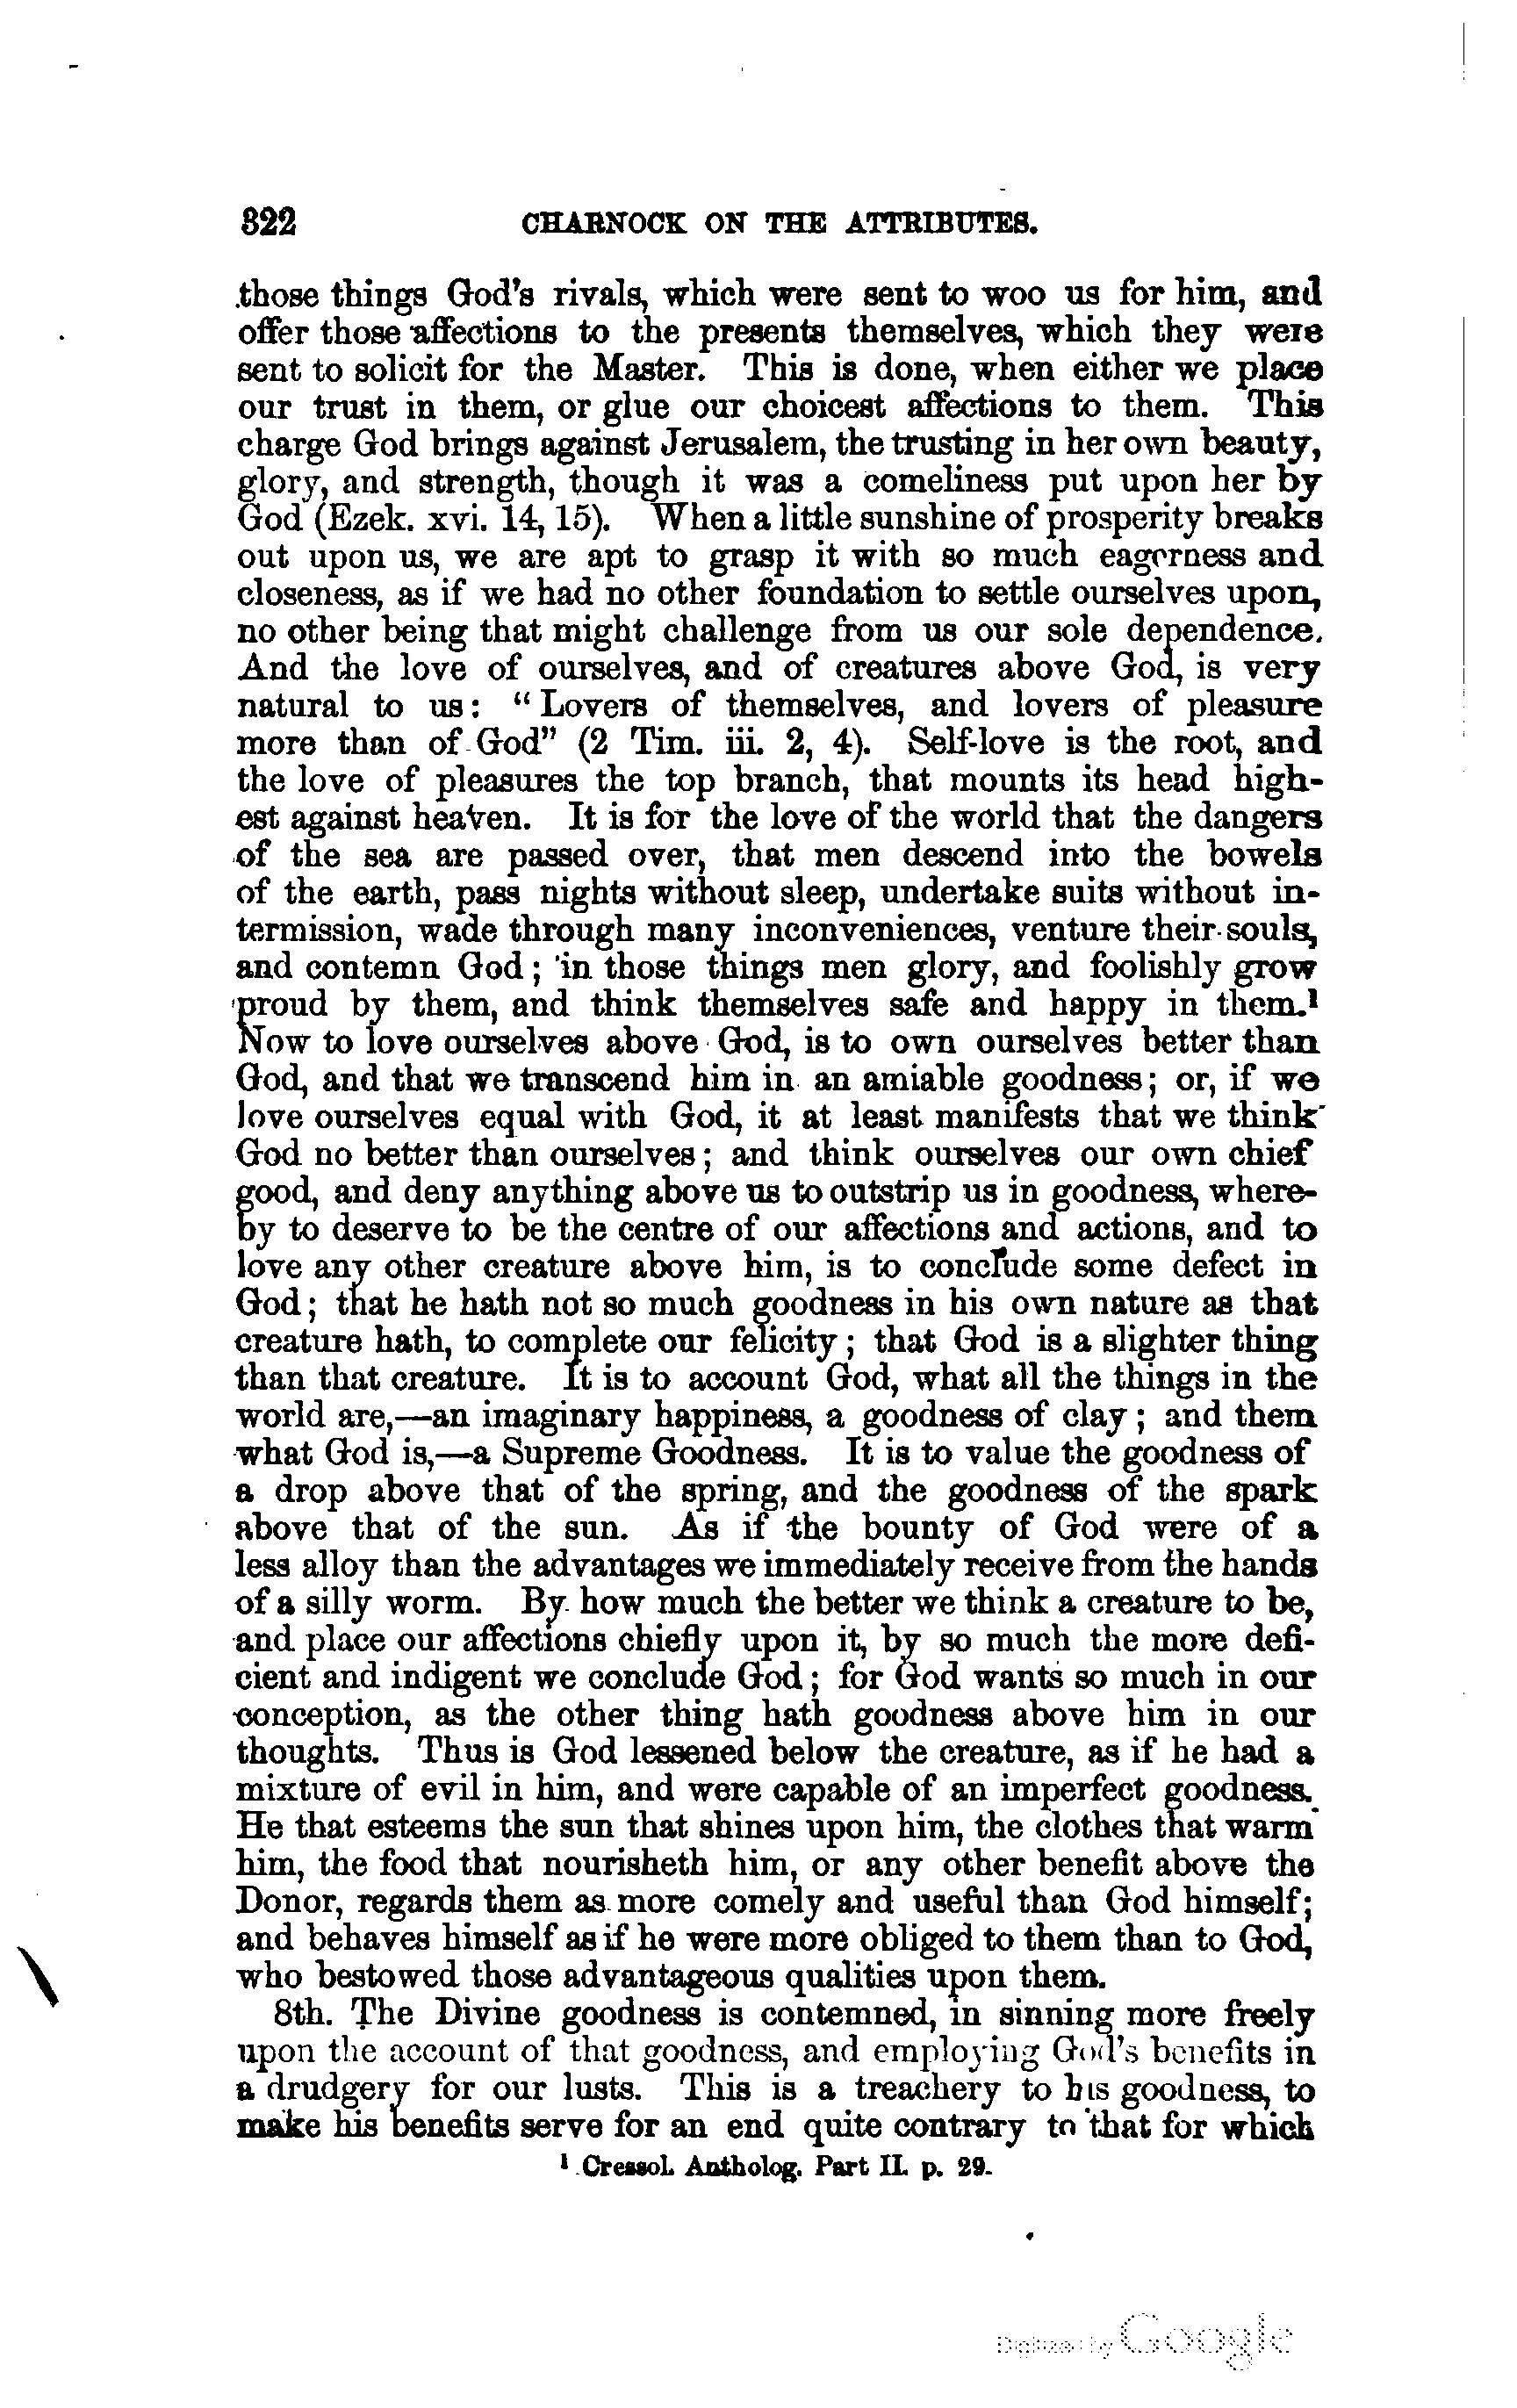 322 CHARNOCK ON THE ATTRIBUTES.
those things God's rivals, which were sent to woo us for him, and
offer those affections to the presents themselves, which they were
sent to solicit for the Master. This is done, when either we place
our trust in them, or glue our choicest affections to them. This
charge God brings against Jerusalem, the trusting in her own beauty,
glory, and strength, though it was a comeliness put upon her by
God (Ezek. xvi. 14, 15). When a little sunshine of prosperity breaks
out upon us, we are apt to grasp it with so much eagerness and
closeness, as if we had no other foundation to settle ourselves upon,
no other being that might challenge from us our sole dependence.
And the love of ourselves, and of creatures above God, is very
natural to us: “Lovers of themselves, and lovers of pleasure
more than of God” (2 Tim. iii. 2, 4). Self-love is the root, and
the love of pleasures the top branch, that mounts its head high-
est against heaven. It is for the love of the world that the dangers
of the sea are passed over, that men descend into the bowels
of the earth, pass nights without sleep, undertake suits without in-
termission, wade through many inconveniences, venture their souls,
and contemn God; in those things men glory, and foolishly grow
proud by them, and think themselves safe and happy in them.¹
Now to love ourselves above God, is to own ourselves better than
God, and that we transcend him in an amiable goodness; or, if we
love ourselves equal with God, it at least manifests that we think
God no better than ourselves; and think ourselves our own chief
good, and deny anything above us to outstrip us in goodness, where-
by to deserve to be the centre of our affections and actions, and to
love any other creature above him, is to conclude some defect in
God; that he hath not so much goodness in his own nature as that
creature hath, to complete our felicity; that God is a slighter thing
than that creature. It is to account God, what all the things in the
world are,—an imaginary happiness, a goodness of clay; and them
what God is,—a Supreme Goodness. It is to value the goodness of
a drop above that of the spring, and the goodness of the spark
above that of the sun. As if the bounty of God were of a
less alloy than the advantages we immediately receive from the hands
of a silly worm. By how much the better we think a creature to be,
and place our affections chiefly upon it, by so much the more defi-
cient and indigent we conclude God; for God wants so much in our
conception, as the other thing hath goodness above him in our
thoughts. Thus is God lessened below the creature, as if he had a
mixture of evil in him, and were capable of an imperfect goodness.
He that esteems the sun that shines upon him, the clothes that warm
him, the food that nourisheth him, or any other benefit above the
Donor, regards them as more comely and useful than God himself;
and behaves himself as if he were more obliged to them than to God,
who bestowed those advantageous qualities upon them.
8th. The Divine goodness is contemned, in sinning more freely
upon the account of that goodness, and employing God's benefits in
a drudgery for our lusts. This is a treachery to his goodness, to
make his benefits serve for an end quite contrary to that for which
¹ Cressol. Antholog. Part II. p. 29.
Digitized by Google